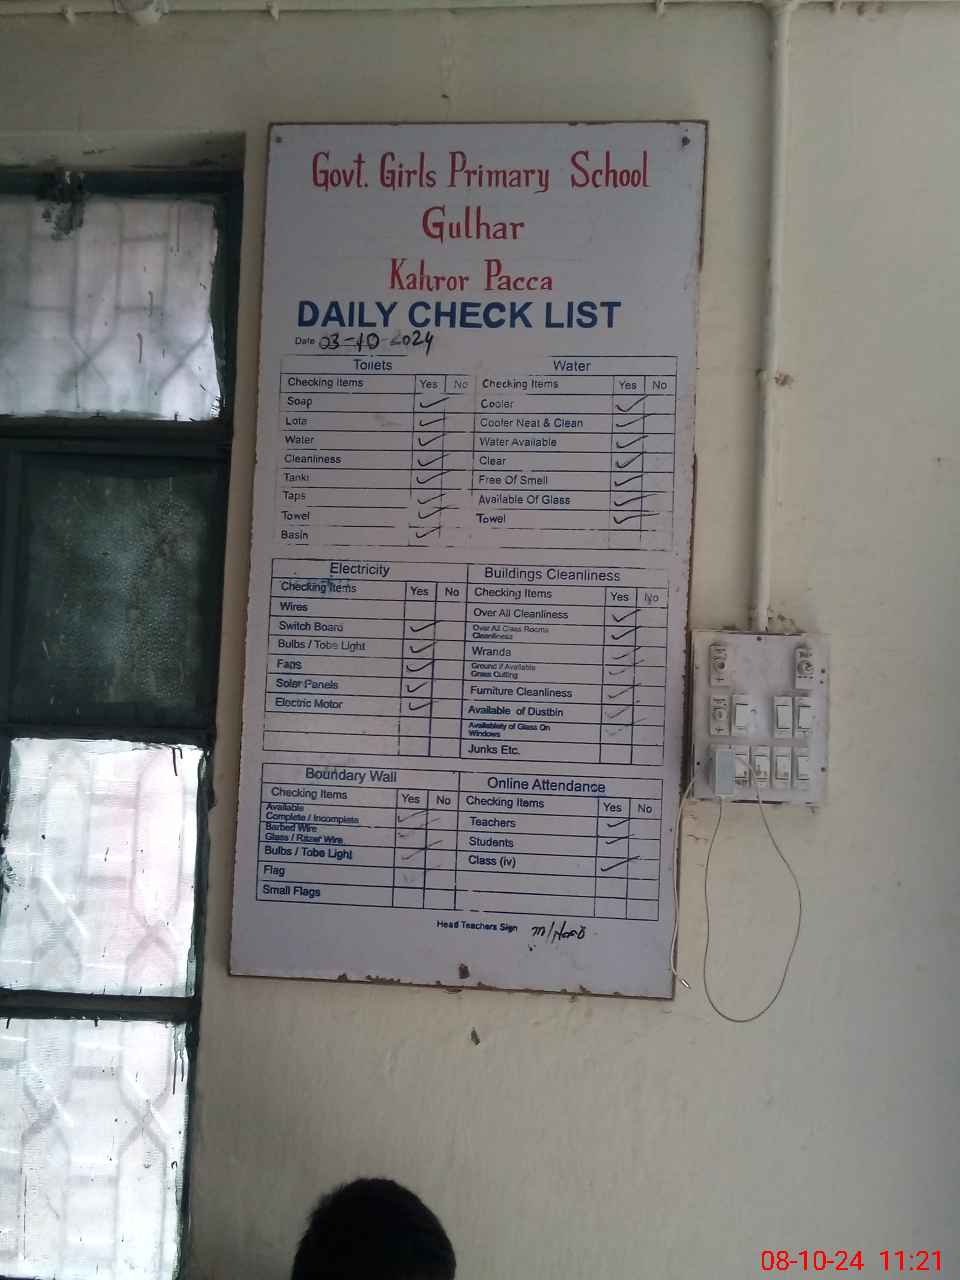 Govt. Girls Primary School
Gulhar
Kahror Pacca
DAILY CHECK LIST
Date 03-10-2024
Toilets
Checking Items Yes No
Soap
Lota
Water
Cleanliness
Tanki
Taps
Towel
Basin
Water
Checking Items Yes No
Cooler
Cooler Neat & Clean
Water Available
Clear
Free Of Smell
Available Of Glass
Towel
Electricity
Checking Items Yes No
Wires
Switch Board
Bulbs / Tobe Light
Fans
Solar Panels
Electric Motor
Buildings Cleanliness
Checking Items Yes No
Over All Cleanliness
Over All Class Rooms
Cleanliness
Wranda
Ground if Available
Grass Cutting
Furniture Cleanliness
Available of Dustbin
Availablety of Glass On
Windows
Junks Etc.
Boundary Wall
Checking Items Yes No
Available
Complete / Incomplete
Barbed Wire
Glass / Razer Wire
Bulbs / Tobe Light
Flag
Small Flags
Online Attendance
Checking Items Yes No
Teachers
Students
Class (iv)
Head Teachers Sign
08-10-24 11:21